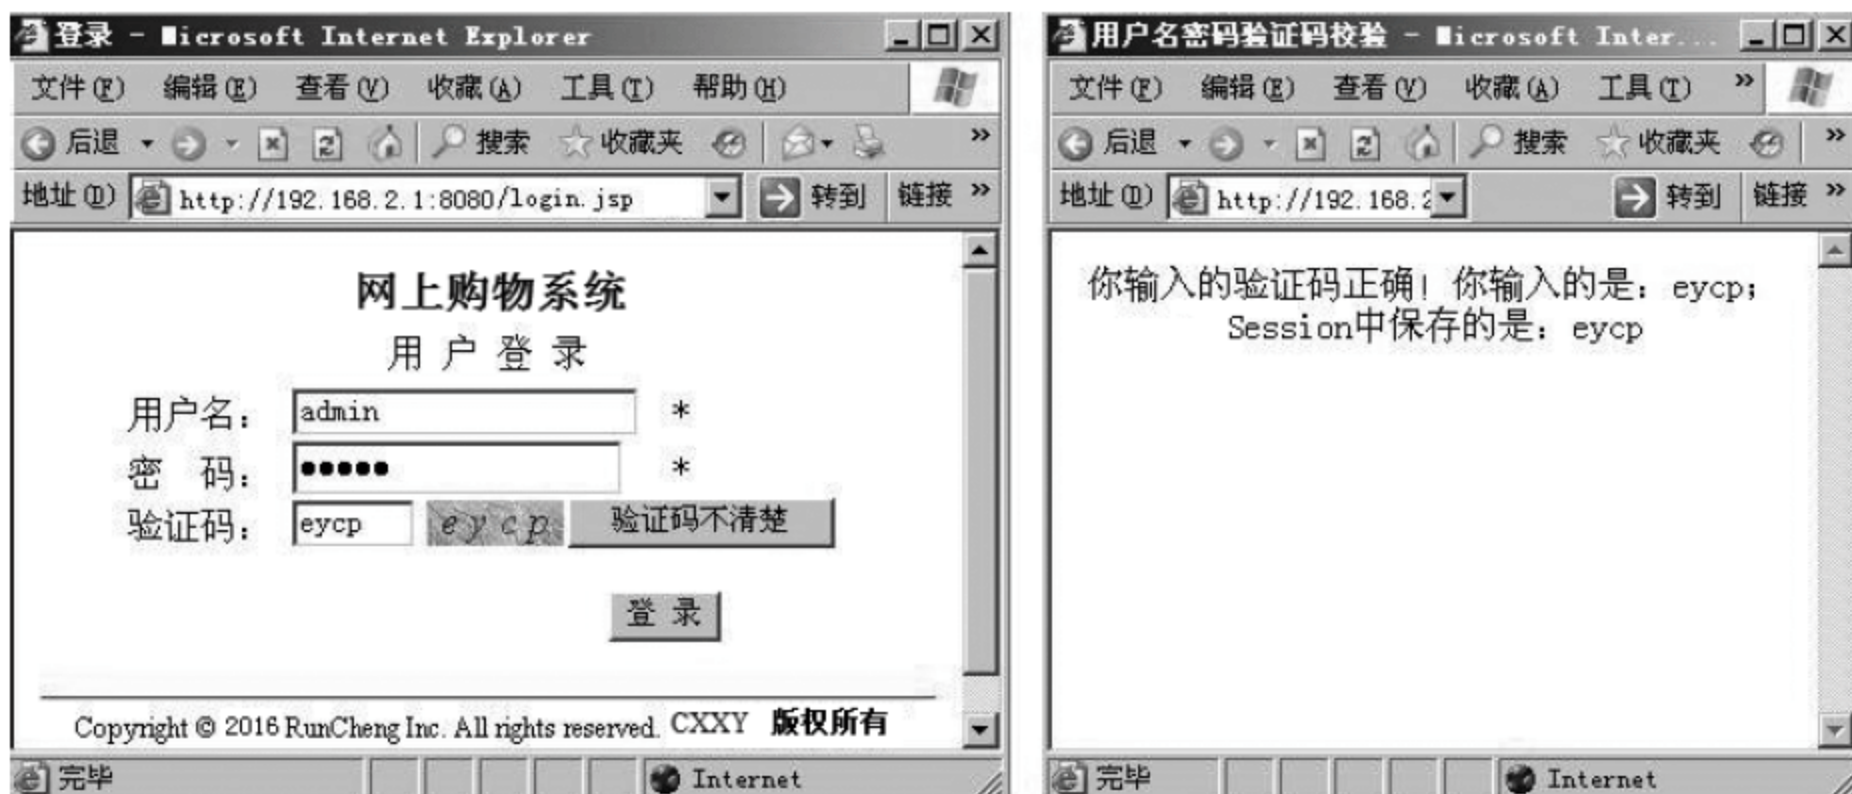 登录 - Microsoft Internet Explorer
文件(F) 编辑(E) 查看(V) 收藏(A) 工具(T) 帮助(H)
后退 搜索 收藏夹 »
地址(D) http://192.168.2.1:8080/login.jsp 转到 链接 »
网上购物系统
用 户 登 录
用户名： admin *
密 码： ●●●●● *
验证码： eycp eycp 验证码不清楚
登 录
Copyright © 2016 RunCheng Inc. All rights reserved. CXXY 版权所有
完毕 Internet
用户名密码验证码校验 - Microsoft Inter...
文件(F) 编辑(E) 查看(V) 收藏(A) 工具(T) »
后退 搜索 收藏夹 »
地址(D) http://192.168.2 转到 链接 »
你输入的验证码正确！你输入的是：eycp；
Session中保存的是：eycp
完毕 Internet